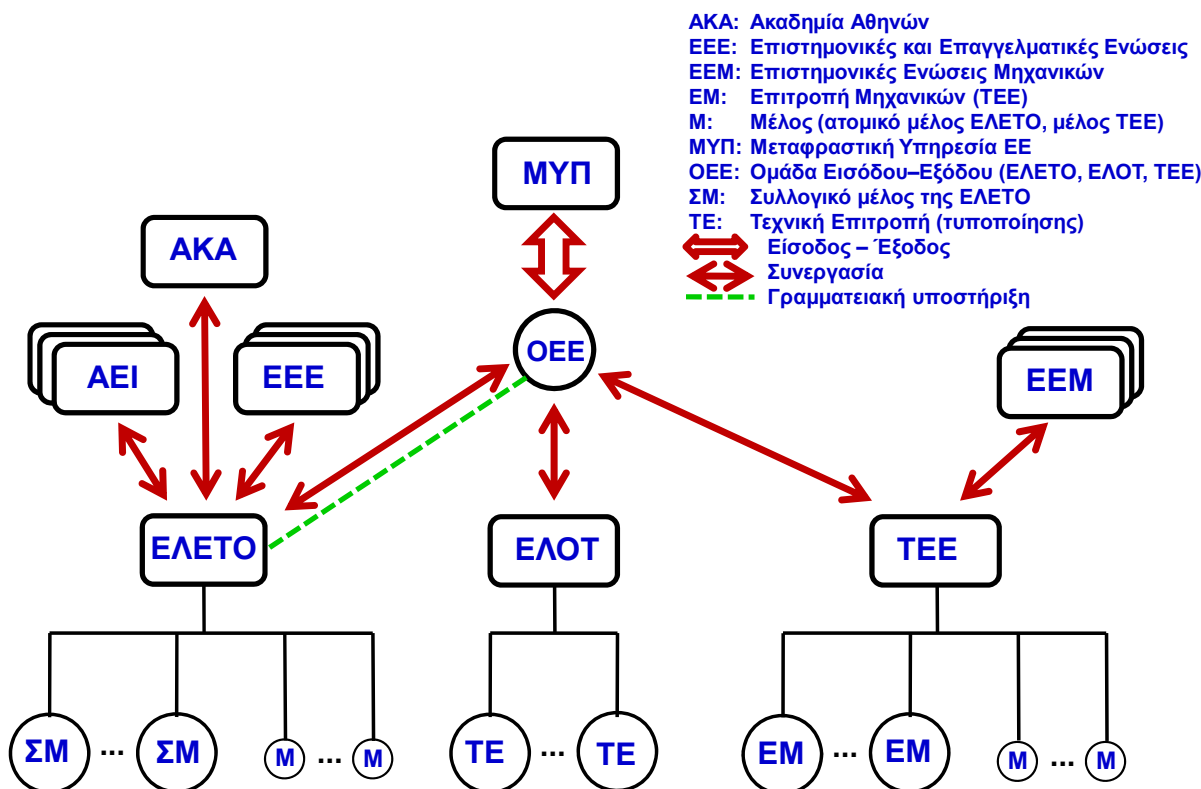 ΑΚΑ: Ακαδημία Αθηνών
ΕΕΕ: Επιστημονικές και Επαγγελματικές Ενώσεις
ΕΕΜ: Επιστημονικές Ενώσεις Μηχανικών
ΕΜ: Επιτροπή Μηχανικών (ΤΕΕ)
Μ: Μέλος (ατομικό μέλος ΕΛΕΤΟ, μέλος ΤΕΕ)
ΜΥΠ: Μεταφραστική Υπηρεσία ΕΕ
ΟΕΕ: Ομάδα Εισόδου–Εξόδου (ΕΛΕΤΟ, ΕΛΟΤ, ΤΕΕ)
ΣΜ: Συλλογικό μέλος της ΕΛΕΤΟ
ΤΕ: Τεχνική Επιτροπή (τυποποίησης)
Είσοδος – Έξοδος
Συνεργασία
Γραμματειακή υποστήριξη
ΜΥΠ
ΑΚΑ
ΟΕΕ
ΑΕΙ ΕΕΕ ΕΕΜ
ΕΛΕΤΟ ΕΛΟΤ ΤΕΕ
ΣΜ ... ΣΜ Μ ... Μ ΤΕ ... ΤΕ ΕΜ ... ΕΜ Μ ... Μ